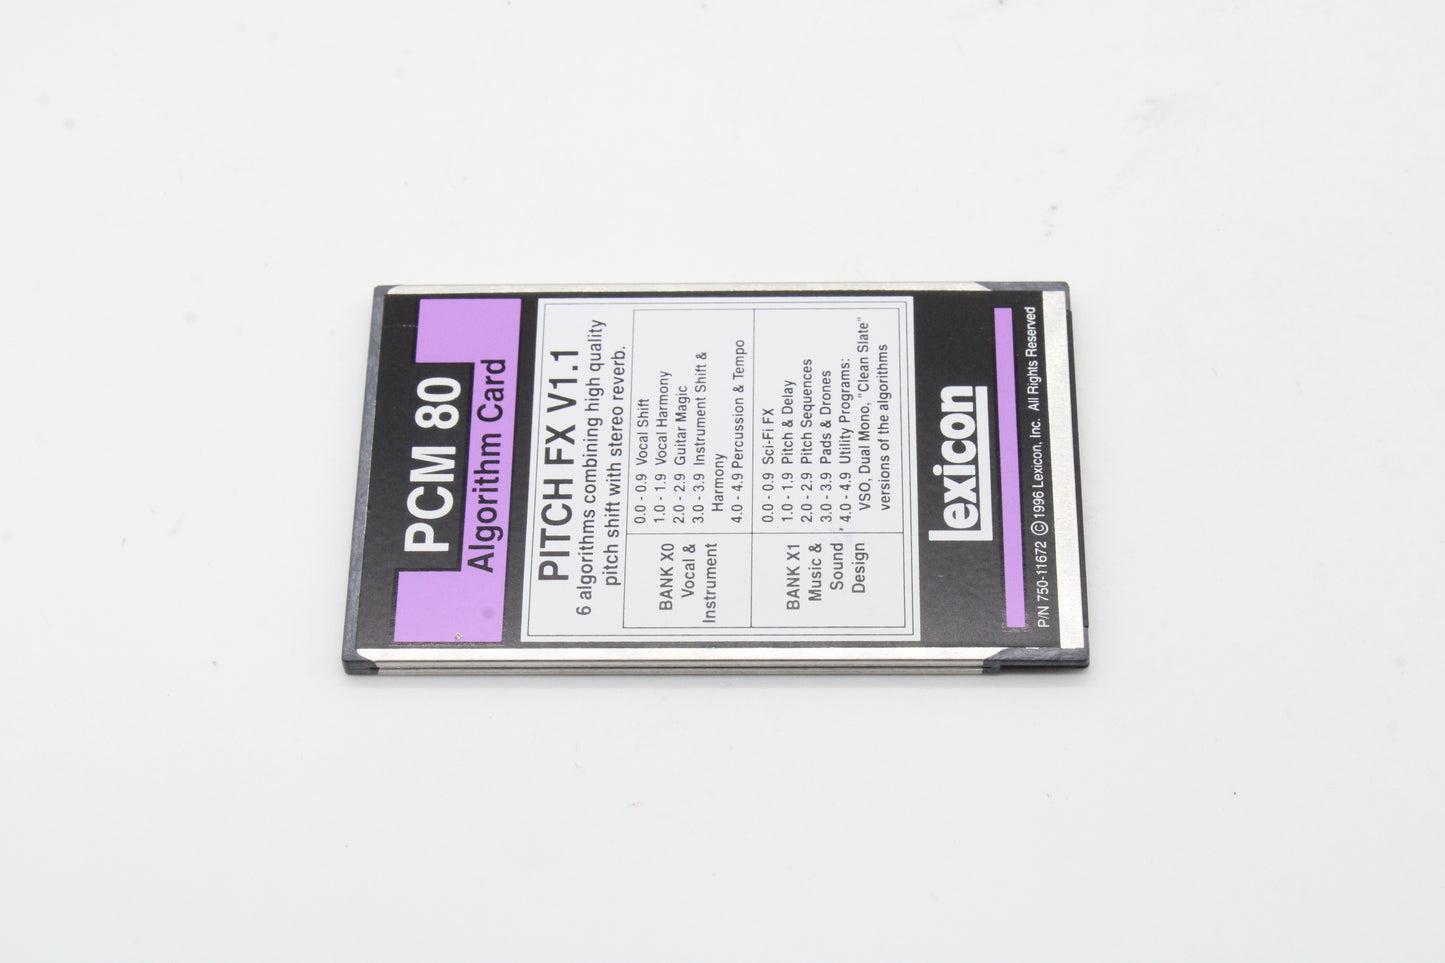 PCM 80
Algorithm Card
PITCH FX V1.1
6 algorithms combining high quality
pitch shift with stereo reverb.
BANK X0
Vocal &
Instrument
0.0 - 0.9 Vocal Shift
1.0 - 1.9 Vocal Harmony
2.0 - 2.9 Guitar Magic
3.0 - 3.9 Instrument Shift &
Harmony
4.0 - 4.9 Percussion & Tempo
BANK X1
Music &
Sound
Design
0.0 - 0.9 Sci-Fi FX
1.0 - 1.9 Pitch & Delay
2.0 - 2.9 Pitch Sequences
3.0 - 3.9 Pads & Drones
4.0 - 4.9 Utility Programs:
VSO, Dual Mono, "Clean Slate"
versions of the algorithms
lexicon
P/N 750-11672 © 1996 Lexicon, Inc. All Rights Reserved